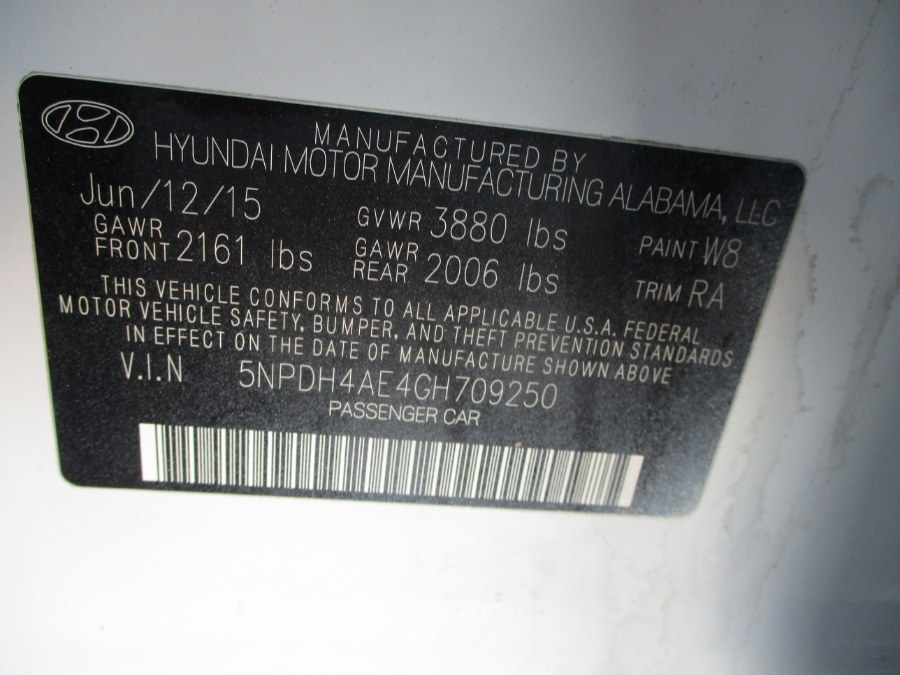 MANUFACTURED BY
HYUNDAI MOTOR MANUFACTURING ALABAMA, LLC
Jun/12/15 GVWR 3880 lbs PAINT W8
GAWR FRONT 2161 lbs GAWR REAR 2006 lbs TRIM RA
THIS VEHICLE CONFORMS TO ALL APPLICABLE U.S.A. FEDERAL
MOTOR VEHICLE SAFETY, BUMPER, AND THEFT PREVENTION STANDARDS
IN EFFECT ON THE DATE OF MANUFACTURE SHOWN ABOVE
V.I.N 5NPDH4AE4GH709250
PASSENGER CAR